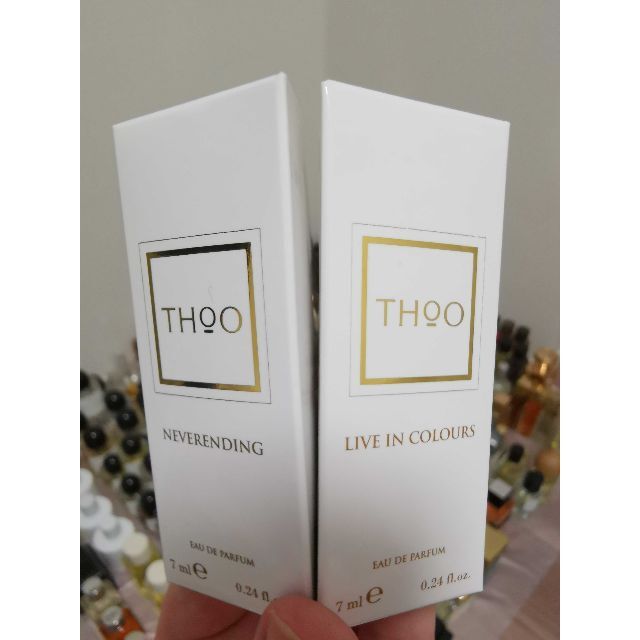 THOO
NEVERENDING
EAU DE PARFUM
7 ml e 0.24 fl.
THOO
LIVE IN COLOURS
EAU DE PARFUM
7 ml e 0.24 fl.oz.